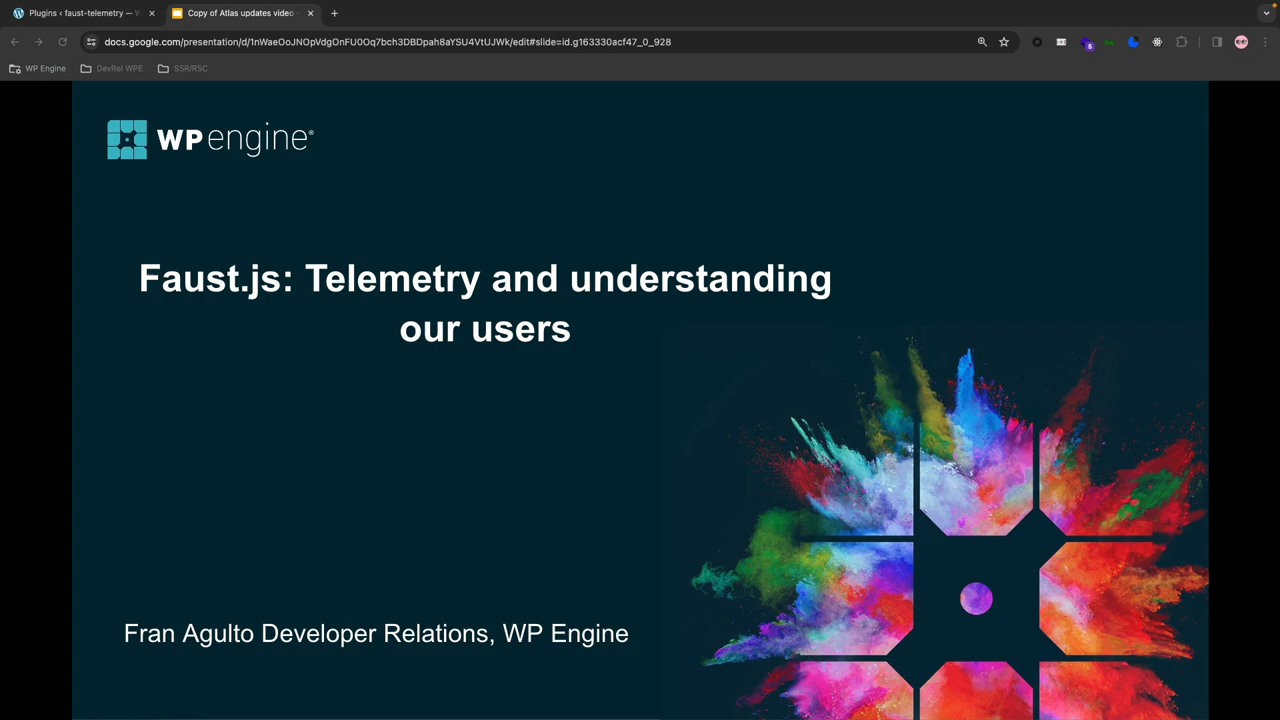 Plugins ‹ faust-telemetry — W
Copy of Atlas updates video
docs.google.com/presentation/d/1nWaeOoJNOpVdgOnFU0Oq7bch3DBDpah8aYSU4VtUJWk/edit#slide=id.g163330acf47_0_928
5
WP Engine
DevRel WPE
SSR/RSC
WP engine®
Faust.js: Telemetry and understanding
our users
Fran Agulto Developer Relations, WP Engine